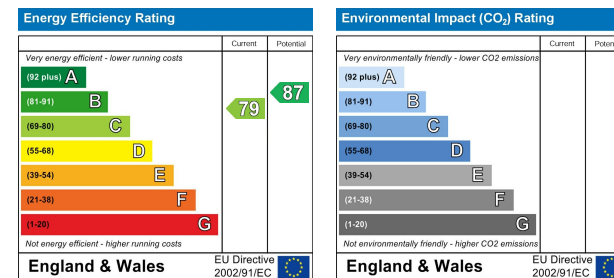 Energy Efficiency Rating
Current Potential
Very energy efficient - lower running costs
(92 plus) A
(81-91) B
(69-80) C
(55-68) D
(39-54) E
(21-38) F
(1-20) G
79
87
Not energy efficient - higher running costs
England & Wales
EU Directive
2002/91/EC
Environmental Impact (CO₂) Rating
Current Poten
Very environmentally friendly - lower CO2 emissions
(92 plus) A
(81-91) B
(69-80) C
(55-68) D
(39-54) E
(21-38) F
(1-20) G
Not environmentally friendly - higher CO2 emissions
England & Wales
EU Directive
2002/91/EC